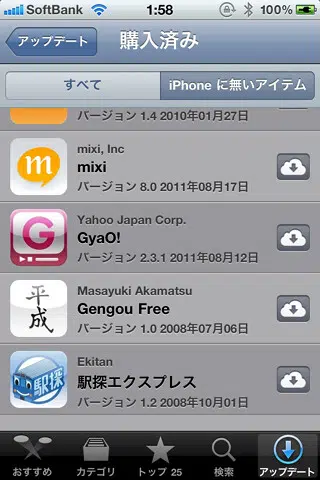 SoftBank 1:58 100%
アップデート 購入済み
すべて iPhone に無いアイテム
バージョン 1.4 2010年01月27日
mixi, Inc
mixi
バージョン 8.0 2011年08月17日
Yahoo Japan Corp.
GyaO!
バージョン 2.3.1 2011年08月12日
Masayuki Akamatsu
Gengou Free
バージョン 1.0 2008年07月06日
平成
Ekitan
駅探エクスプレス
バージョン 1.2 2008年10月01日
駅探
おすすめ カテゴリ トップ 25 検索 アップデート